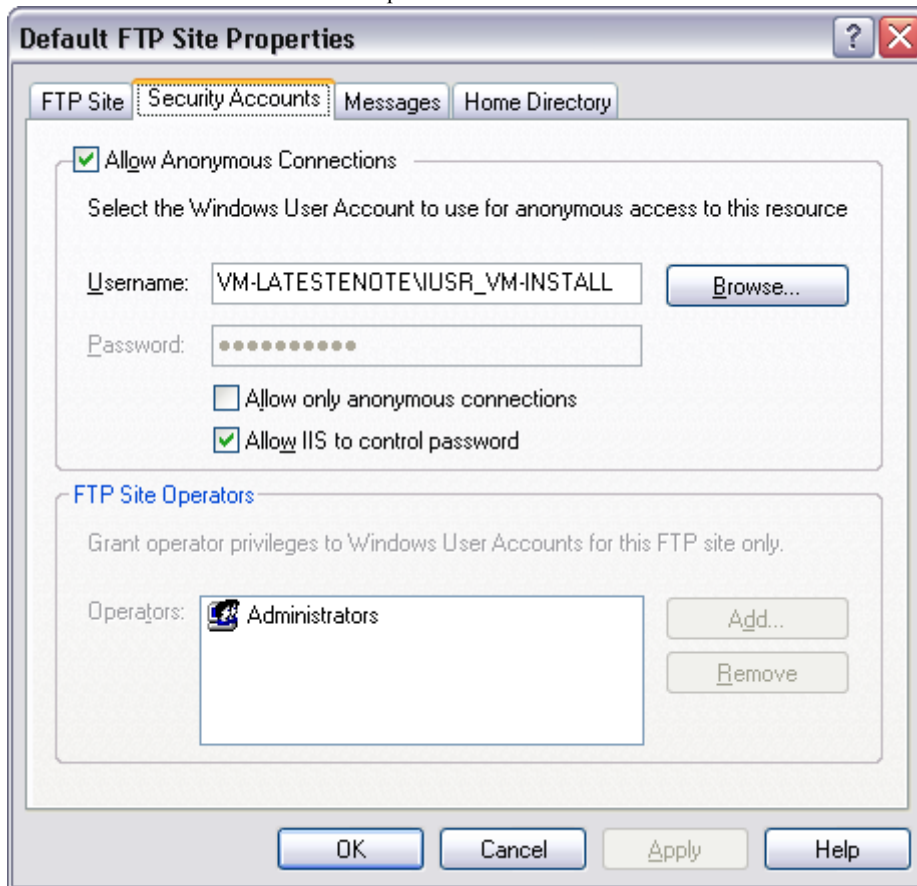 Default FTP Site Properties
FTP Site Security Accounts Messages Home Directory
Allow Anonymous Connections
Select the Windows User Account to use for anonymous access to this resource
Username: VM-LATESTENOTE\IUSR_VM-INSTALL Browse...
Password: ●●●●●●●●●●
Allow only anonymous connections
Allow IIS to control password
FTP Site Operators
Grant operator privileges to Windows User Accounts for this FTP site only.
Operators: Administrators Add...
Remove
OK Cancel Apply Help